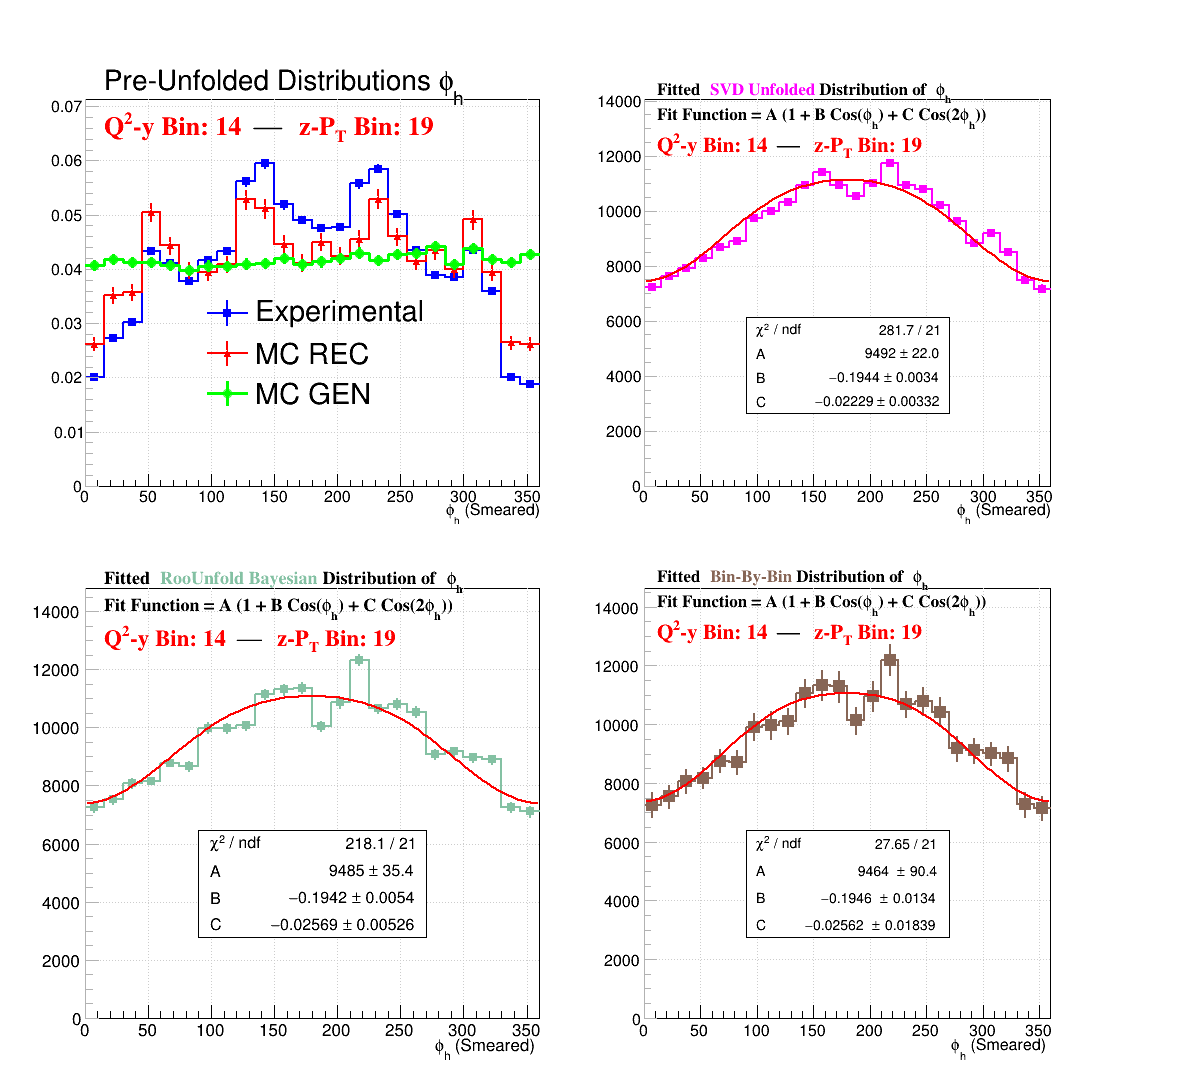 Pre-Unfolded Distributions ϕh
Q²-y Bin: 14 — z-PT Bin: 19
0.07
0.06
0.05
0.04
0.03
0.02
0.01
0
Experimental
MC REC
MC GEN
0 50 100 150 200 250 300 350
ϕh (Smeared)
Fitted SVD Unfolded Distribution of ϕh
Fit Function = A (1 + B Cos(ϕh) + C Cos(2ϕh))
Q²-y Bin: 14 — z-PT Bin: 19
14000
12000
10000
8000
6000
4000
2000
0
χ² / ndf 281.7 / 21
A 9492 ± 22.0
B −0.1944 ± 0.0034
C −0.02229 ± 0.00332
0 50 100 150 200 250 300 350
ϕh (Smeared)
Fitted RooUnfold Bayesian Distribution of ϕh
Fit Function = A (1 + B Cos(ϕh) + C Cos(2ϕh))
Q²-y Bin: 14 — z-PT Bin: 19
14000
12000
10000
8000
6000
4000
2000
0
χ² / ndf 218.1 / 21
A 9485 ± 35.4
B −0.1942 ± 0.0054
C −0.02569 ± 0.00526
0 50 100 150 200 250 300 350
ϕh (Smeared)
Fitted Bin-By-Bin Distribution of ϕh
Fit Function = A (1 + B Cos(ϕh) + C Cos(2ϕh))
Q²-y Bin: 14 — z-PT Bin: 19
14000
12000
10000
8000
6000
4000
2000
0
χ² / ndf 27.65 / 21
A 9464 ± 90.4
B −0.1946 ± 0.0134
C −0.02562 ± 0.01839
0 50 100 150 200 250 300 350
ϕh (Smeared)